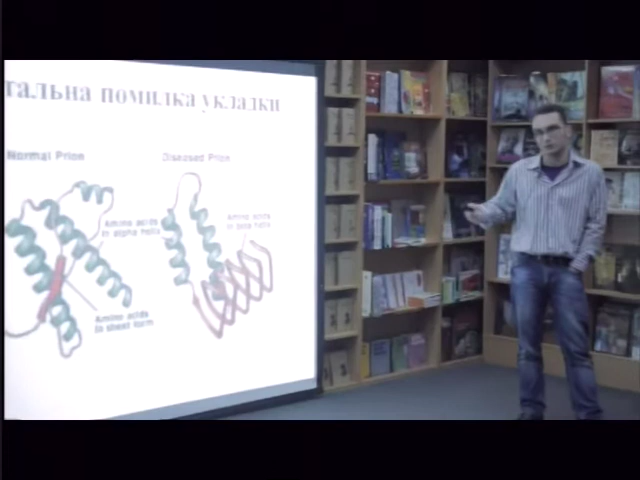 тальна помилка укладки
Normal Prion
Diseased Prion
Amino acids
in alpha helix
Amino acids
in beta helix
Amino acids
in sheet form